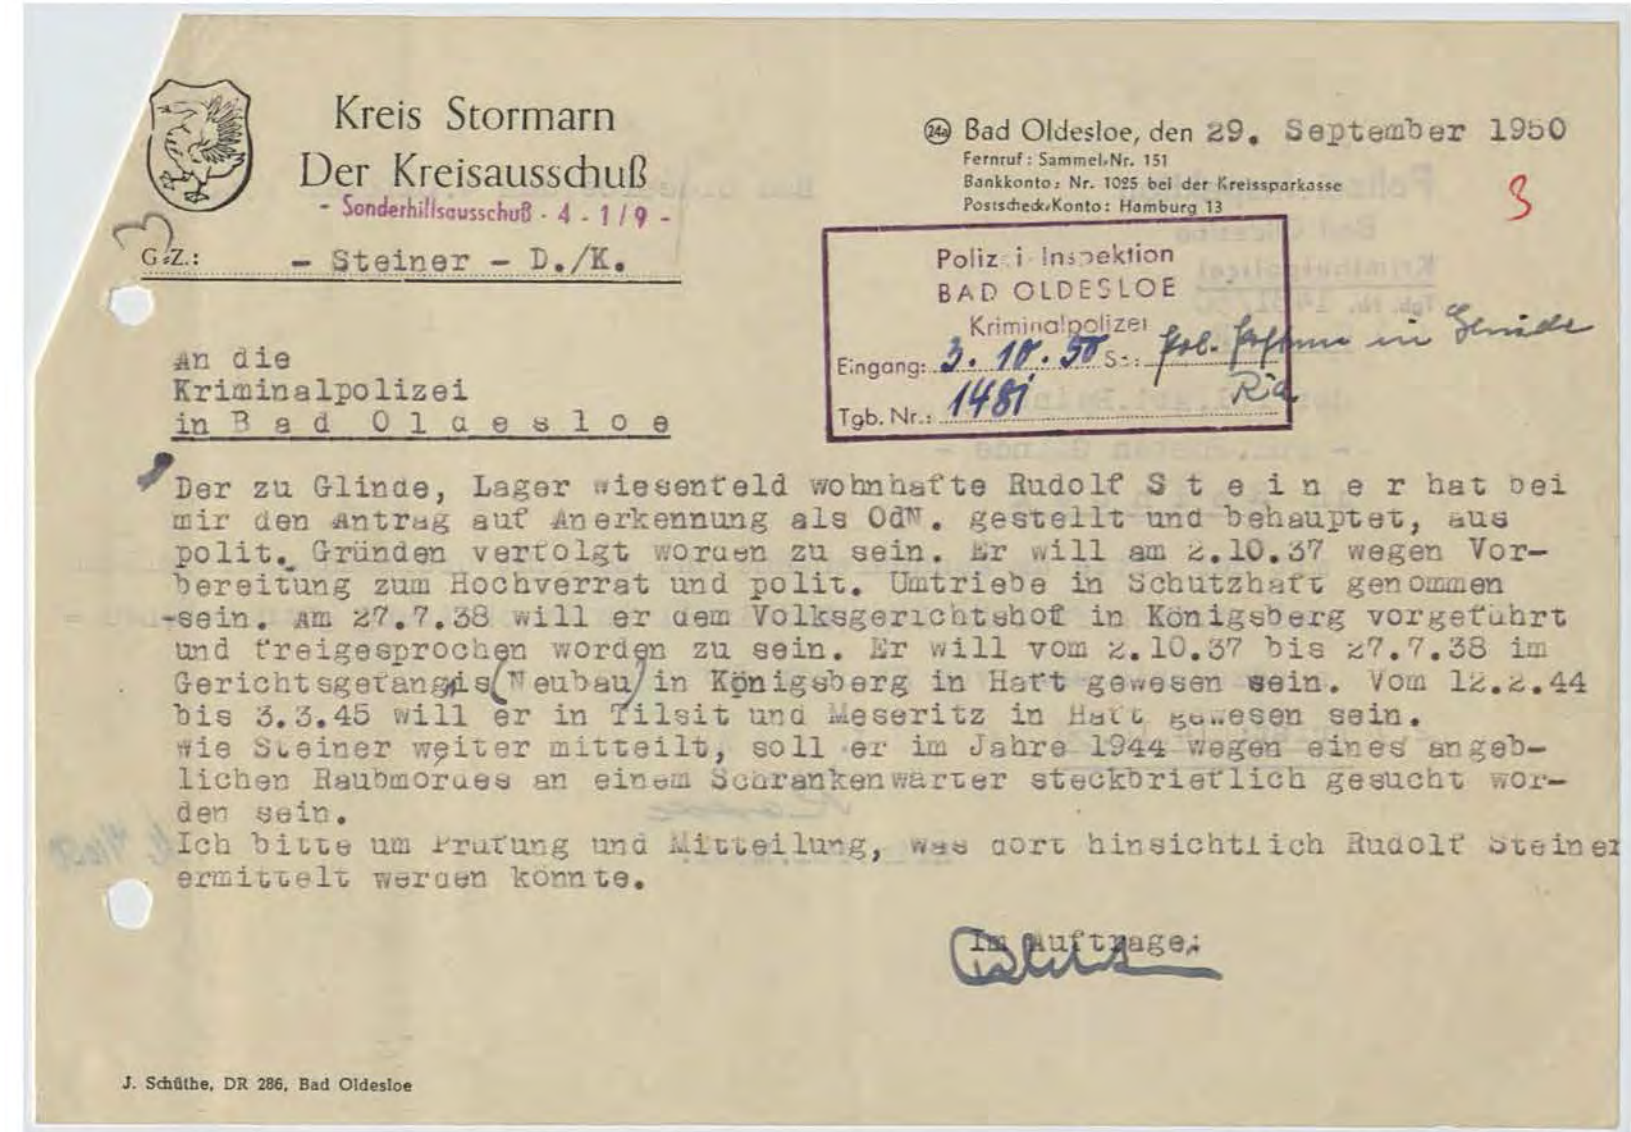 Kreis Stormarn
Der Kreisausschuß
- Sonderhilfsausschuß - 4 - 1/9 -
G.Z.: - Steiner - D./K.
24a Bad Oldesloe, den 29. September 1950
Fernruf: Sammel-Nr. 151
Bankkonto: Nr. 1025 bei der Kreissparkasse
Postscheck-Konto: Hamburg 13
3
3
Polizei Inspektion
BAD OLDESLOE
Kriminalpolizei
Eingang: 3. 10. 50 in Glinde
Tgb. Nr.: 1481
An die
Kriminalpolizei
in B a d O l d e s l o e
Der zu Glinde, Lager Wiesenfeld wohnhafte Rudolf S t e i n e r hat bei
mir den Antrag auf Anerkennung als OdN. gestellt und behauptet, aus
polit. Gründen verfolgt worden zu sein. Er will am 2.10.37 wegen Vor-
bereitung zum Hochverrat und polit. Umtriebe in Schutzhaft genommen
-sein. Am 27.7.38 will er dem Volksgerichtshof in Königsberg vorgeführt
und freigesprochen worden zu sein. Er will vom 2.10.37 bis 27.7.38 im
Gerichtsgefängnis (Neubau) in Königsberg in Haft gewesen sein. Vom 12.2.44
bis 3.3.45 will er in Tilsit und Meseritz in Haft gewesen sein.
Wie Steiner weiter mitteilt, soll er im Jahre 1944 wegen eines angeb-
lichen Raubmordes an einem Schrankenwärter steckbrieflich gesucht wor-
den sein.
Ich bitte um Prüfung und Mitteilung, was dort hinsichtlich Rudolf Steiner
ermittelt werden konnte.
Im Auftrage:
J. Schüthe, DR 286, Bad Oldesloe